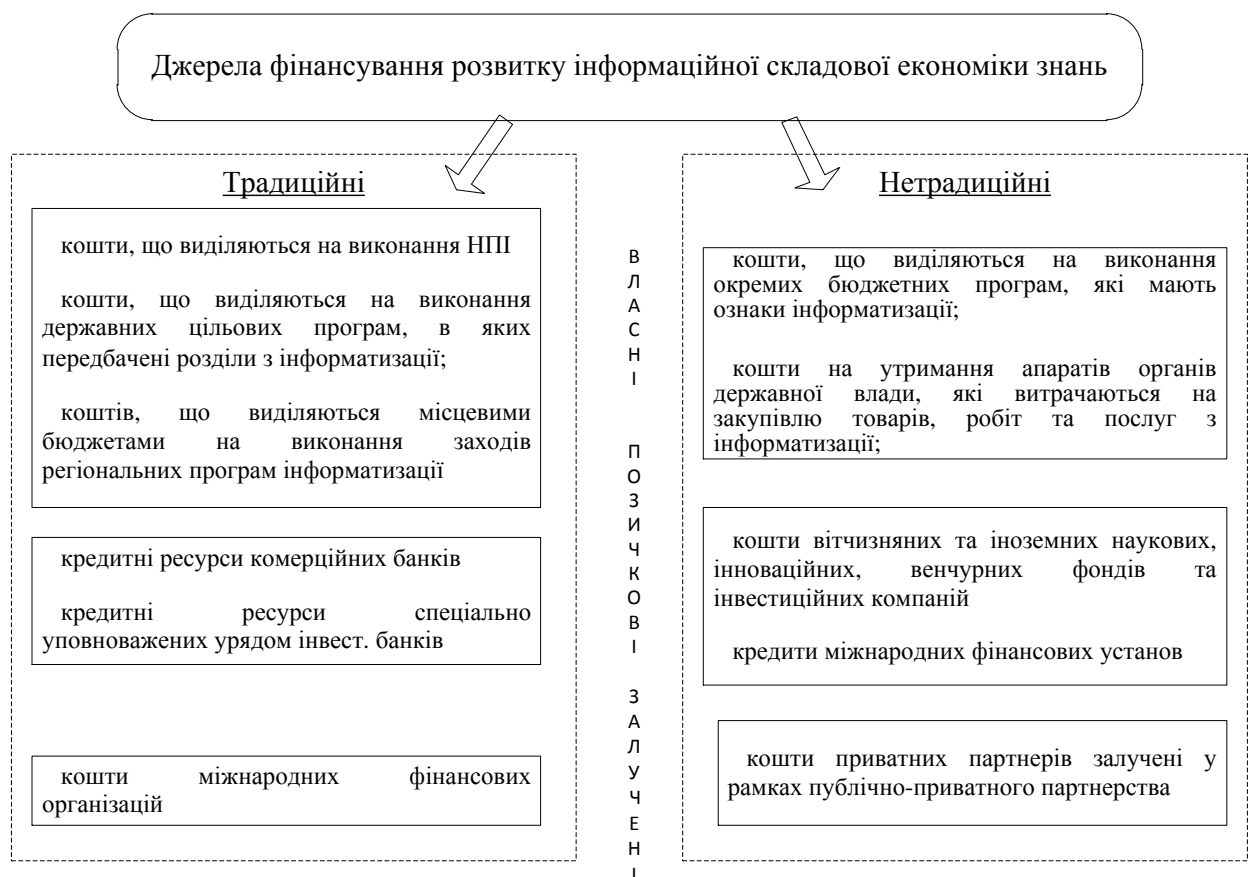 Джерела фінансування розвитку інформаційної складової економіки знань
Традиційні
кошти, що виділяються на виконання НПІ
кошти, що виділяються на виконання
державних цільових програм, в яких
передбачені розділи з інформатизації;
коштів, що виділяються місцевими
бюджетами на виконання заходів
регіональних програм інформатизації
кредитні ресурси комерційних банків
кредитні ресурси спеціально
уповноважених урядом інвест. банків
кошти міжнародних фінансових
організацій
ВЛАСНІ
ПОЗИЧКОВІ
ЗАЛУЧЕНІ
Нетрадиційні
кошти, що виділяються на виконання
окремих бюджетних програм, які мають
ознаки інформатизації;
кошти на утримання апаратів органів
державної влади, які витрачаються на
закупівлю товарів, робіт та послуг з
інформатизації;
кошти вітчизняних та іноземних наукових,
інноваційних, венчурних фондів та
інвестиційних компаній
кредити міжнародних фінансових установ
кошти приватних партнерів залучені у
рамках публічно-приватного партнерства